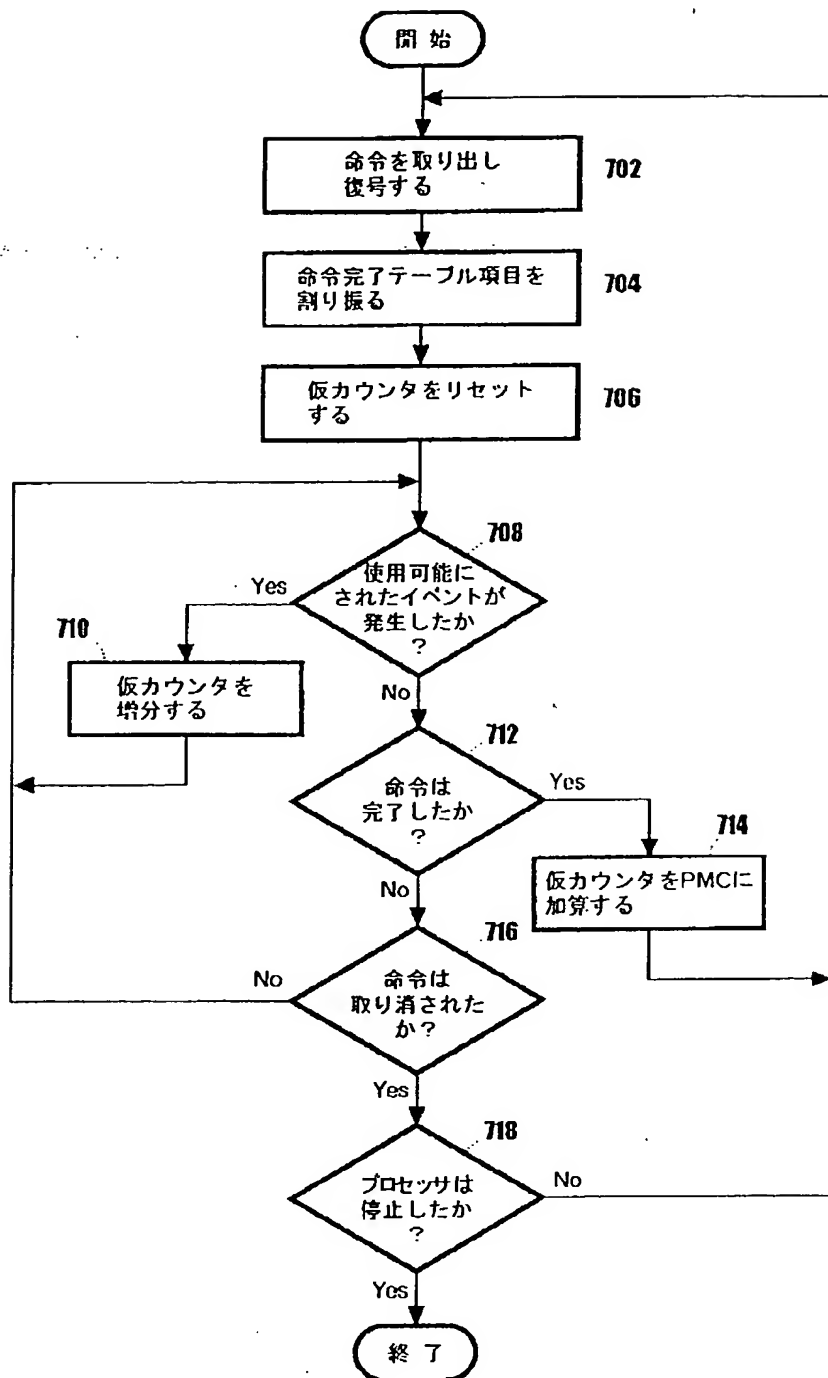 開 始
命令を取り出し
復号する
702
命令完了テーブル項目を
割り振る
704
仮カウンタをリセット
する
706
708
使用可能に
されたイベントが
発生したか
?
Yes
No
710
仮カウンタを
増分する
712
命令は
完了したか
?
Yes
No
714
仮カウンタをPMCに
加算する
716
命令は
取り消された
か?
No
Yes
718
プロセッサは
停止したか
?
No
Yes
終 了